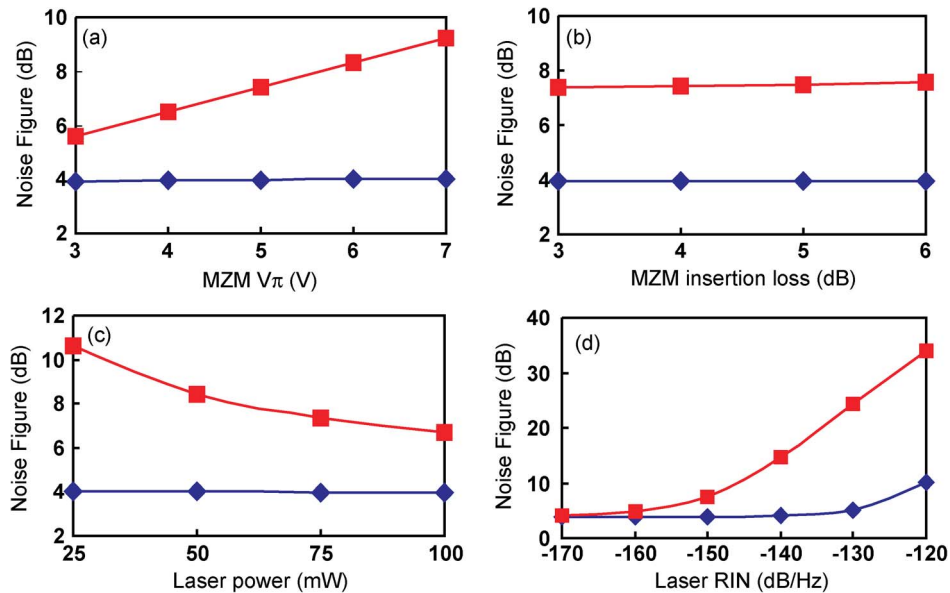 (a)
Noise Figure (dB)
10
8
6
4
2
3 4 5 6 7
MZM Vπ (V)
(b)
Noise Figure (dB)
10
8
6
4
2
3 4 5 6
MZM insertion loss (dB)
(c)
Noise Figure (dB)
12
10
8
6
4
2
25 50 75 100
Laser power (mW)
(d)
Noise Figure (dB)
40
30
20
10
0
-170 -160 -150 -140 -130 -120
Laser RIN (dB/Hz)